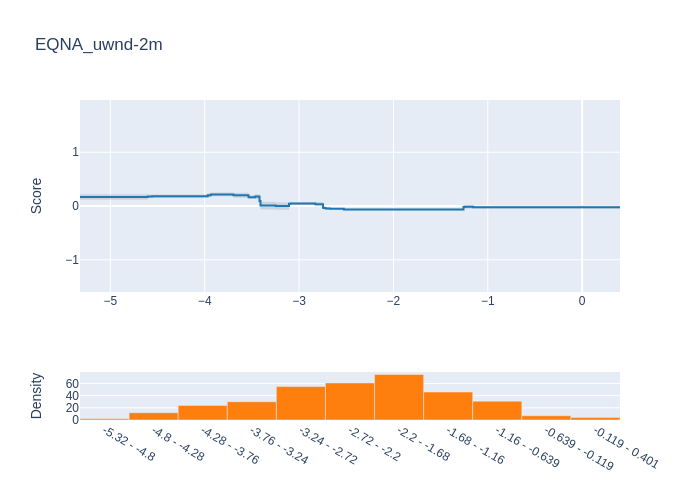 EQNA_uwnd-2m
Score
1
0
−1
−5
−4
−3
−2
−1
0
Density
60
40
20
0
-5.32 - -4.8
-4.8 - -4.28
-4.28 - -3.76
-3.76 - -3.24
-3.24 - -2.72
-2.72 - -2.2
-2.2 - -1.68
-1.68 - -1.16
-1.16 - -0.639
-0.639 - -0.119
-0.119 - 0.401